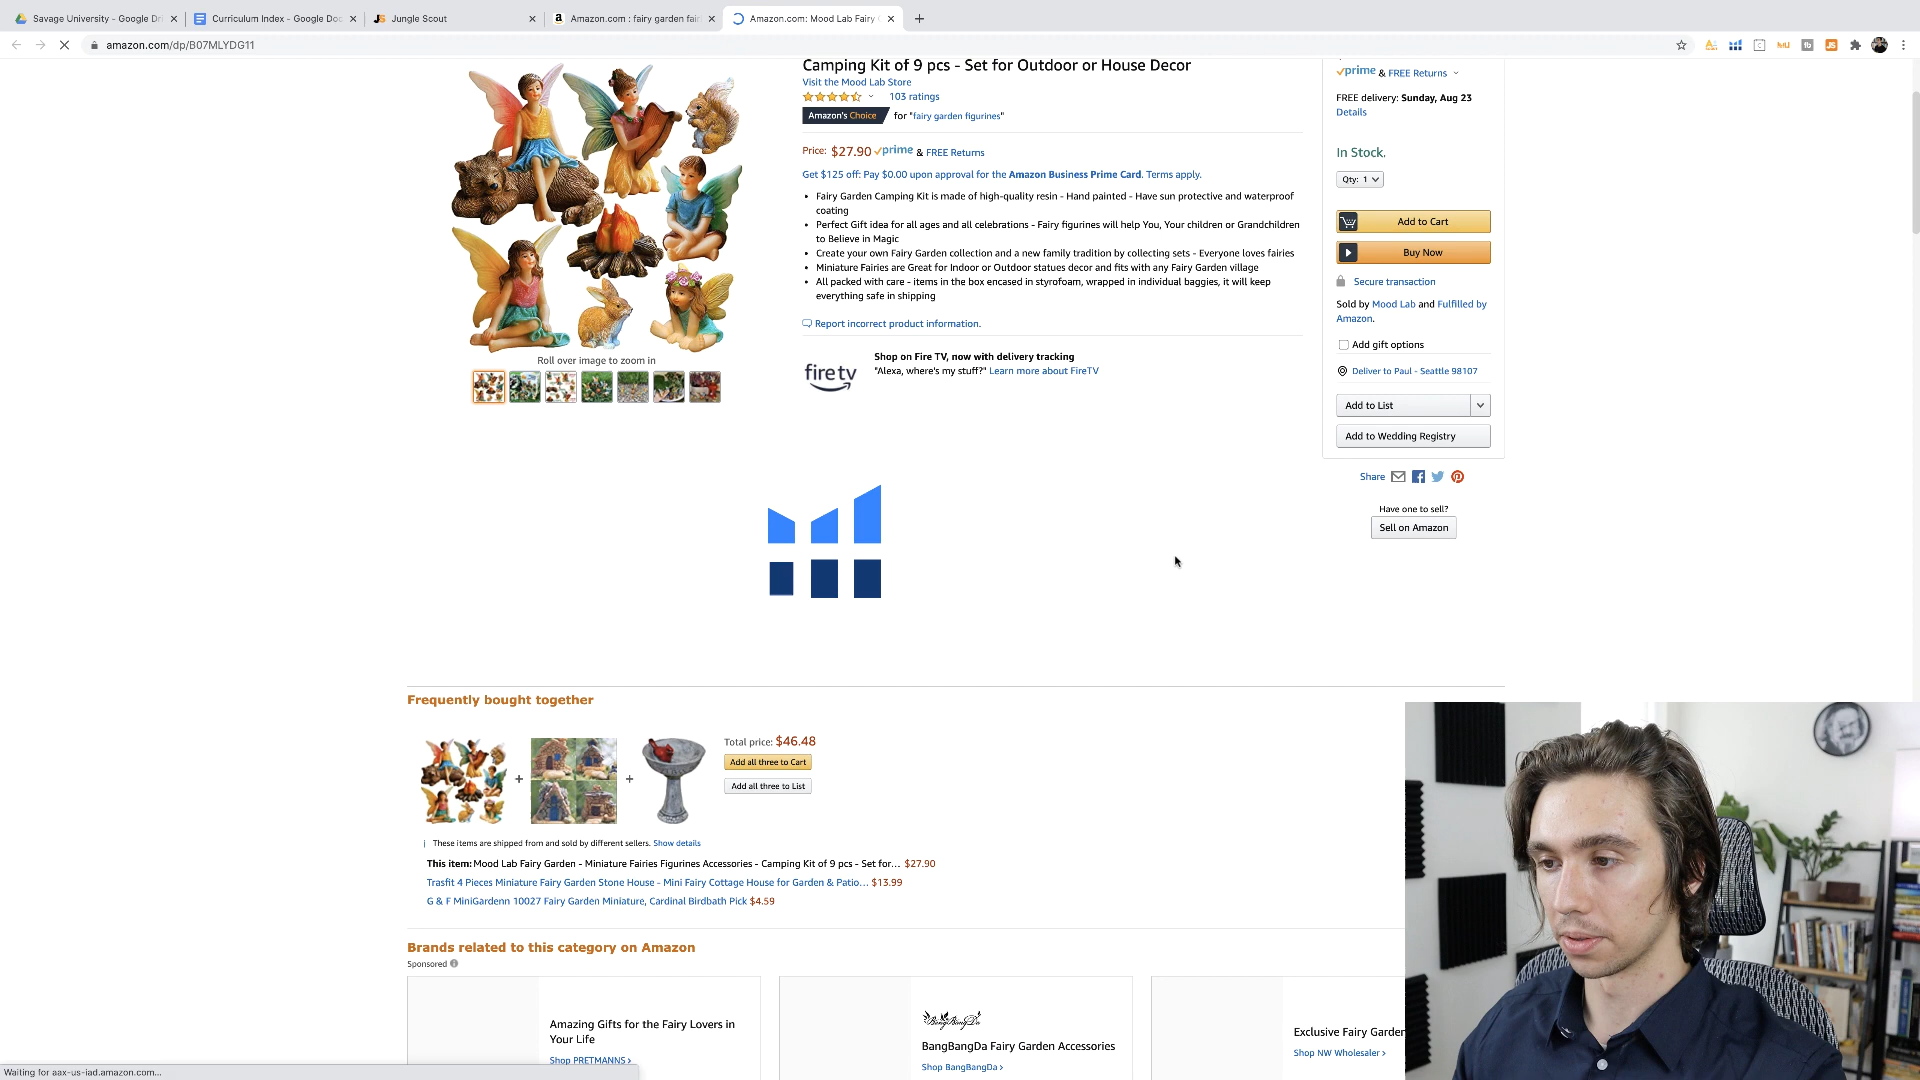 Savage University - Google Dri
Curriculum Index - Google Doc
Jungle Scout
Amazon.com : fairy garden fair
Amazon.com: Mood Lab Fairy G
amazon.com/dp/B07MLYDG11
Camping Kit of 9 pcs - Set for Outdoor or House Decor
Visit the Mood Lab Store
103 ratings
Amazon's Choice for "fairy garden figurines"
Price: $27.90 prime & FREE Returns
Get $125 off: Pay $0.00 upon approval for the Amazon Business Prime Card. Terms apply.
• Fairy Garden Camping Kit is made of high-quality resin - Hand painted - Have sun protective and waterproof
coating
• Perfect Gift idea for all ages and all celebrations - Fairy figurines will help You, Your children or Grandchildren
to Believe in Magic
• Create your own Fairy Garden collection and a new family tradition by collecting sets - Everyone loves fairies
• Miniature Fairies are Great for Indoor or Outdoor statues decor and fits with any Fairy Garden village
• All packed with care - items in the box encased in styrofoam, wrapped in individual baggies, it will keep
everything safe in shipping
Report incorrect product information.
Roll over image to zoom in
fire tv
Shop on Fire TV, now with delivery tracking
"Alexa, where's my stuff?" Learn more about FireTV
prime & FREE Returns
FREE delivery: Sunday, Aug 23
Details
In Stock.
Qty: 1
Add to Cart
Buy Now
Secure transaction
Sold by Mood Lab and Fulfilled by
Amazon.
Add gift options
Deliver to Paul - Seattle 98107
Add to List
Add to Wedding Registry
Share
Have one to sell?
Sell on Amazon
Frequently bought together
Total price: $46.48
Add all three to Cart
Add all three to List
+
+
i These items are shipped from and sold by different sellers. Show details
This item: Mood Lab Fairy Garden - Miniature Fairies Figurines Accessories - Camping Kit of 9 pcs - Set for... $27.90
Trasfit 4 Pieces Miniature Fairy Garden Stone House - Mini Fairy Cottage House for Garden & Patio... $13.99
G & F MiniGardenn 10027 Fairy Garden Miniature, Cardinal Birdbath Pick $4.59
Brands related to this category on Amazon
Sponsored
Amazing Gifts for the Fairy Lovers in
Your Life
Shop PRETMANNS ›
BangBangDa
BangBangDa Fairy Garden Accessories
Shop BangBangDa ›
Exclusive Fairy Garden
Shop NW Wholesaler ›
Waiting for aax-us-iad.amazon.com...